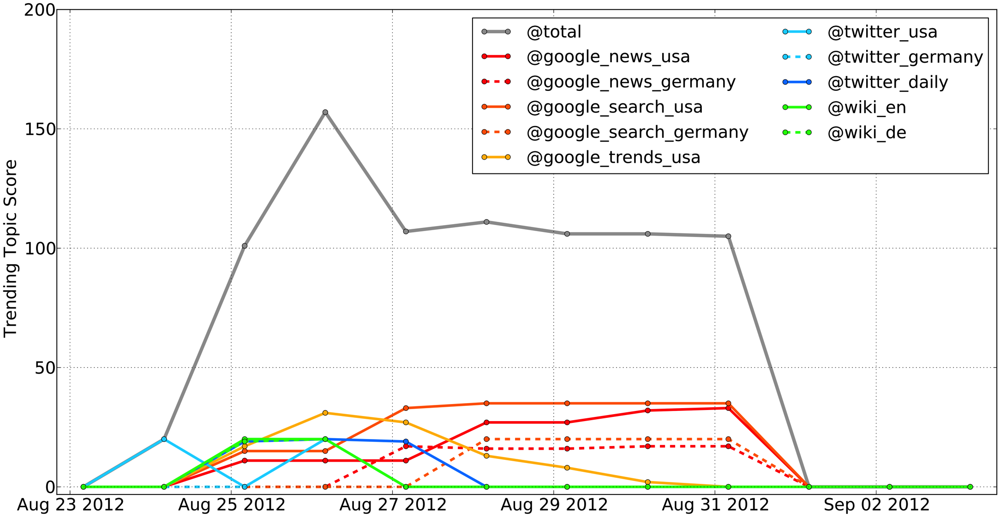 200
150
100
50
0
Trending Topic Score
@total
@google_news_usa
@google_news_germany
@google_search_usa
@google_search_germany
@google_trends_usa
@twitter_usa
@twitter_germany
@twitter_daily
@wiki_en
@wiki_de
Aug 23 2012
Aug 25 2012
Aug 27 2012
Aug 29 2012
Aug 31 2012
Sep 02 2012